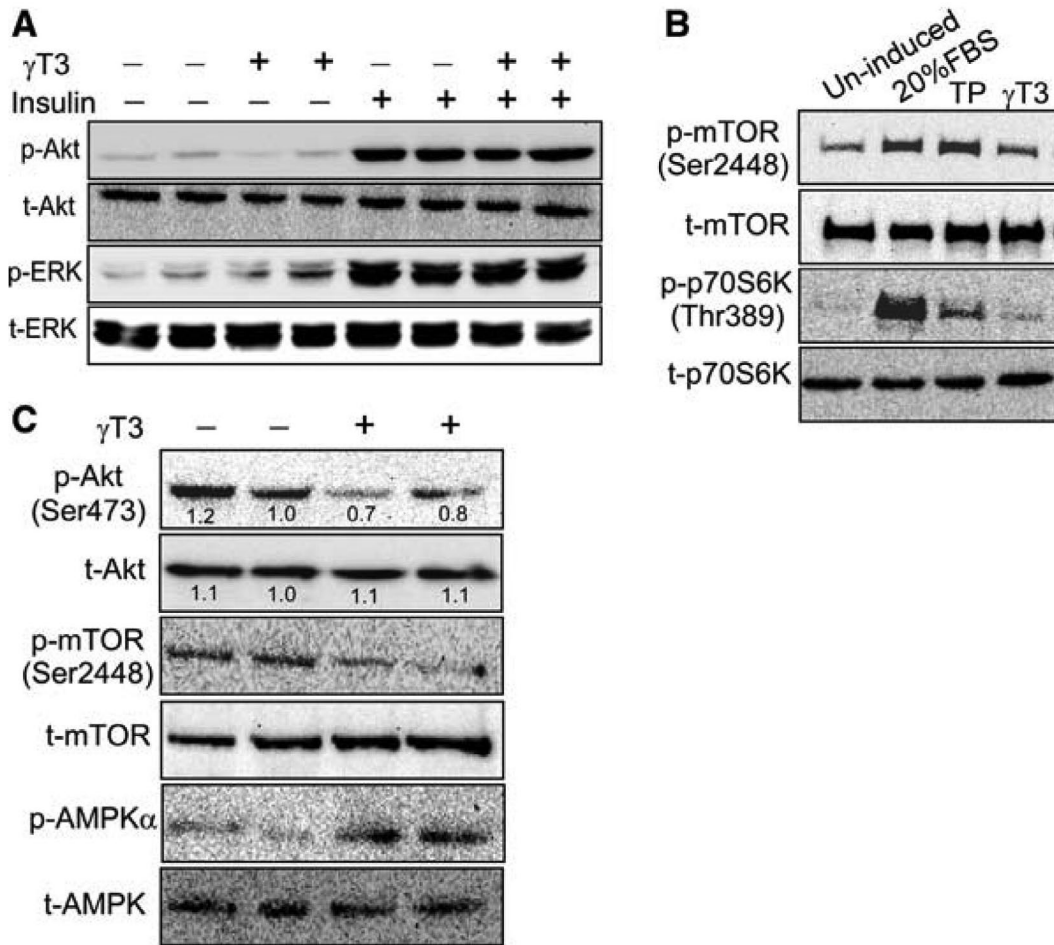 A
γT3 – – + + – – + +
Insulin – – – – + + + +
p-Akt
t-Akt
p-ERK
t-ERK
B
Un-induced 20%FBS TP γT3
p-mTOR
(Ser2448)
t-mTOR
p-p70S6K
(Thr389)
t-p70S6K
C
γT3 – – + +
p-Akt
(Ser473)
1.2 1.0 0.7 0.8
t-Akt
1.1 1.0 1.1 1.1
p-mTOR
(Ser2448)
t-mTOR
p-AMPKα
t-AMPK